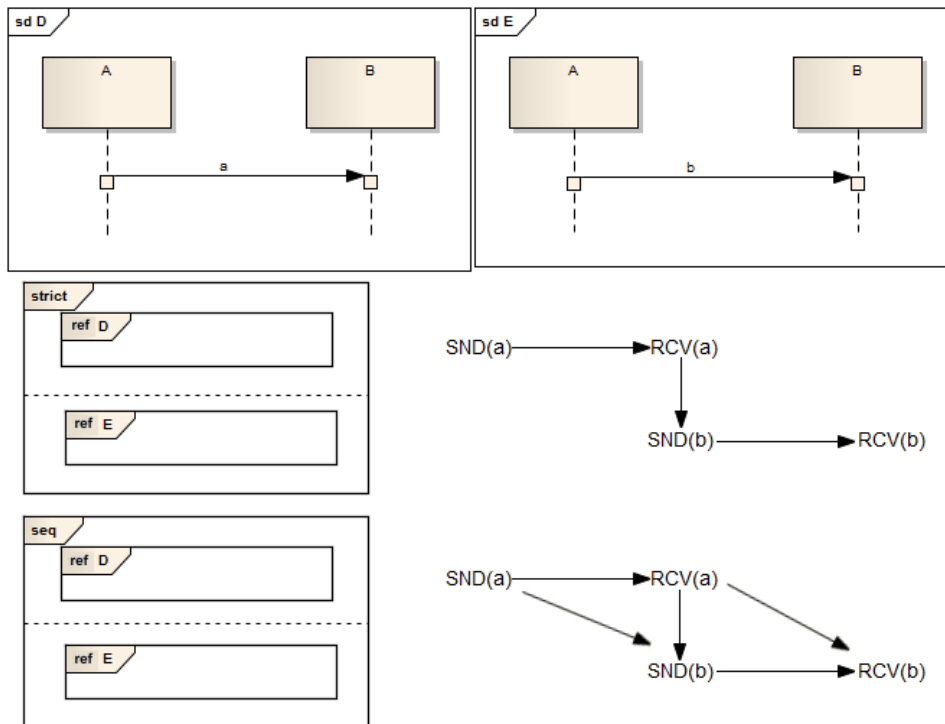 sd D
A
B
a
sd E
A
B
b
strict
ref D
ref E
SND(a)
RCV(a)
SND(b)
RCV(b)
seq
ref D
ref E
SND(a)
RCV(a)
SND(b)
RCV(b)